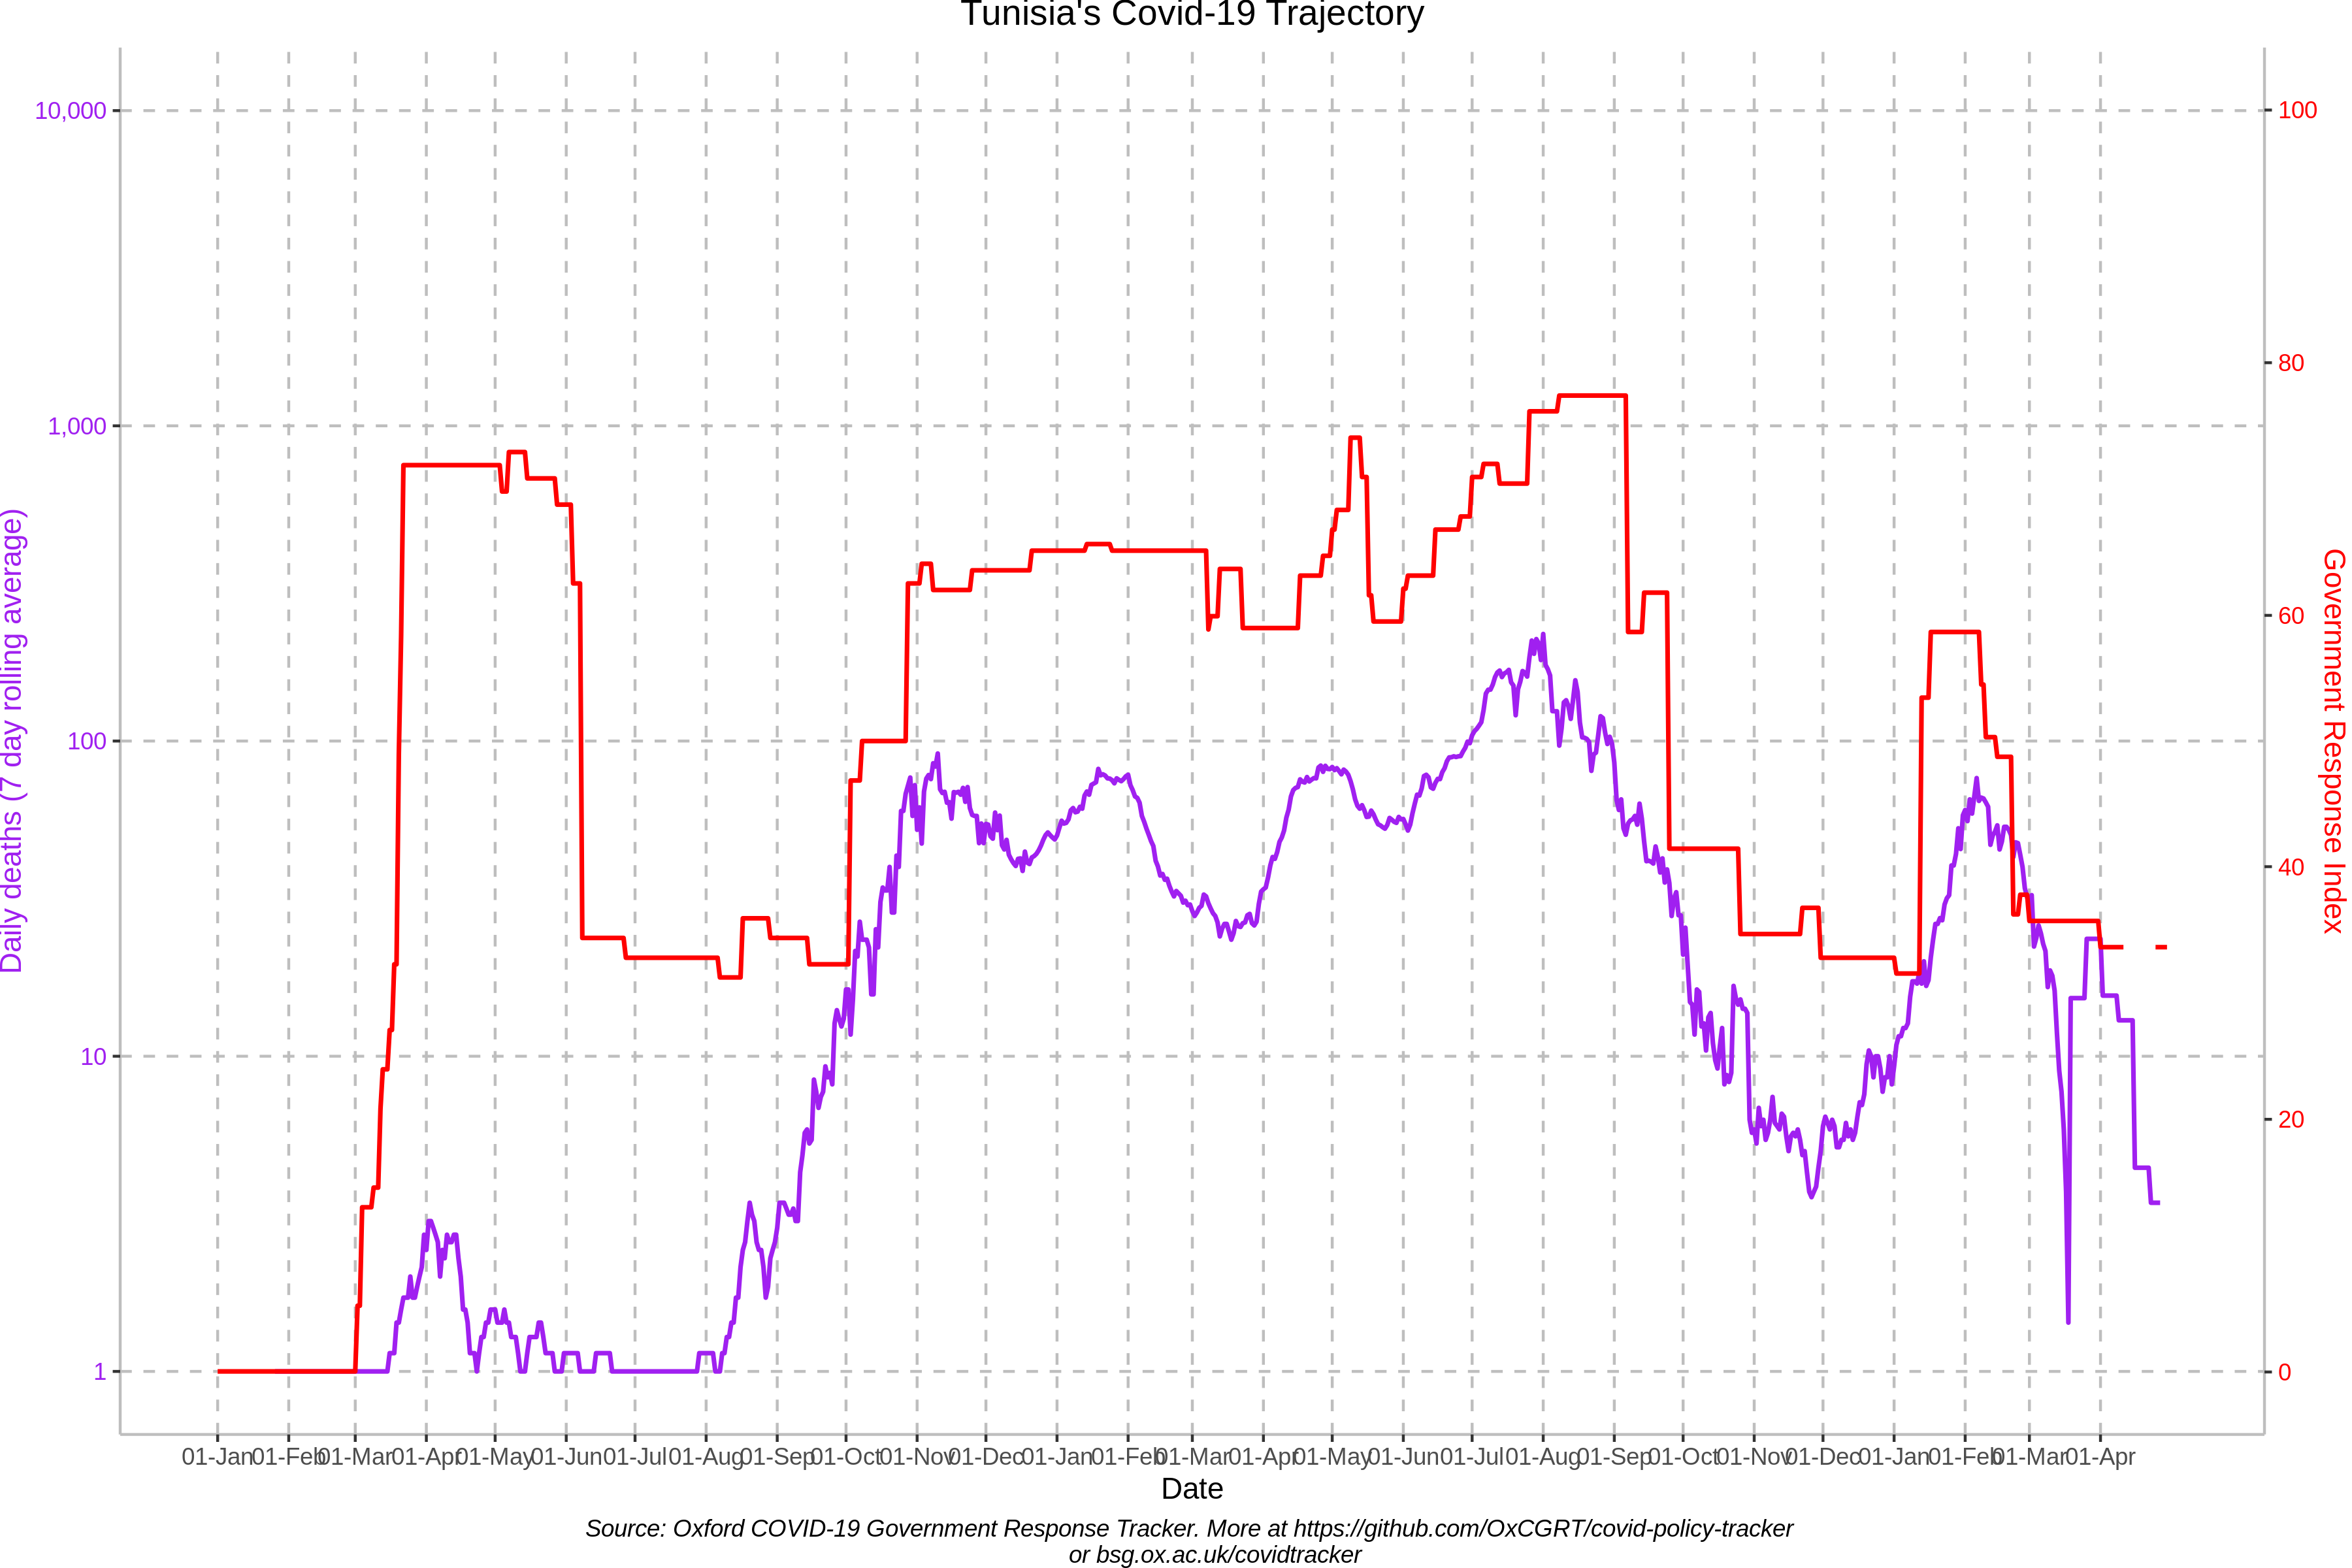 Tunisia's Covid-19 Trajectory
10,000
1,000
100
10
1
Daily deaths (7 day rolling average)
100
80
60
40
20
0
Government Response Index
01-Jan 01-Feb 01-Mar 01-Apr 01-May 01-Jun 01-Jul 01-Aug 01-Sep 01-Oct 01-Nov 01-Dec 01-Jan 01-Feb 01-Mar 01-Apr 01-May 01-Jun 01-Jul 01-Aug 01-Sep 01-Oct 01-Nov 01-Dec 01-Jan 01-Feb 01-Mar 01-Apr
Date
Source: Oxford COVID-19 Government Response Tracker. More at https://github.com/OxCGRT/covid-policy-tracker
or bsg.ox.ac.uk/covidtracker